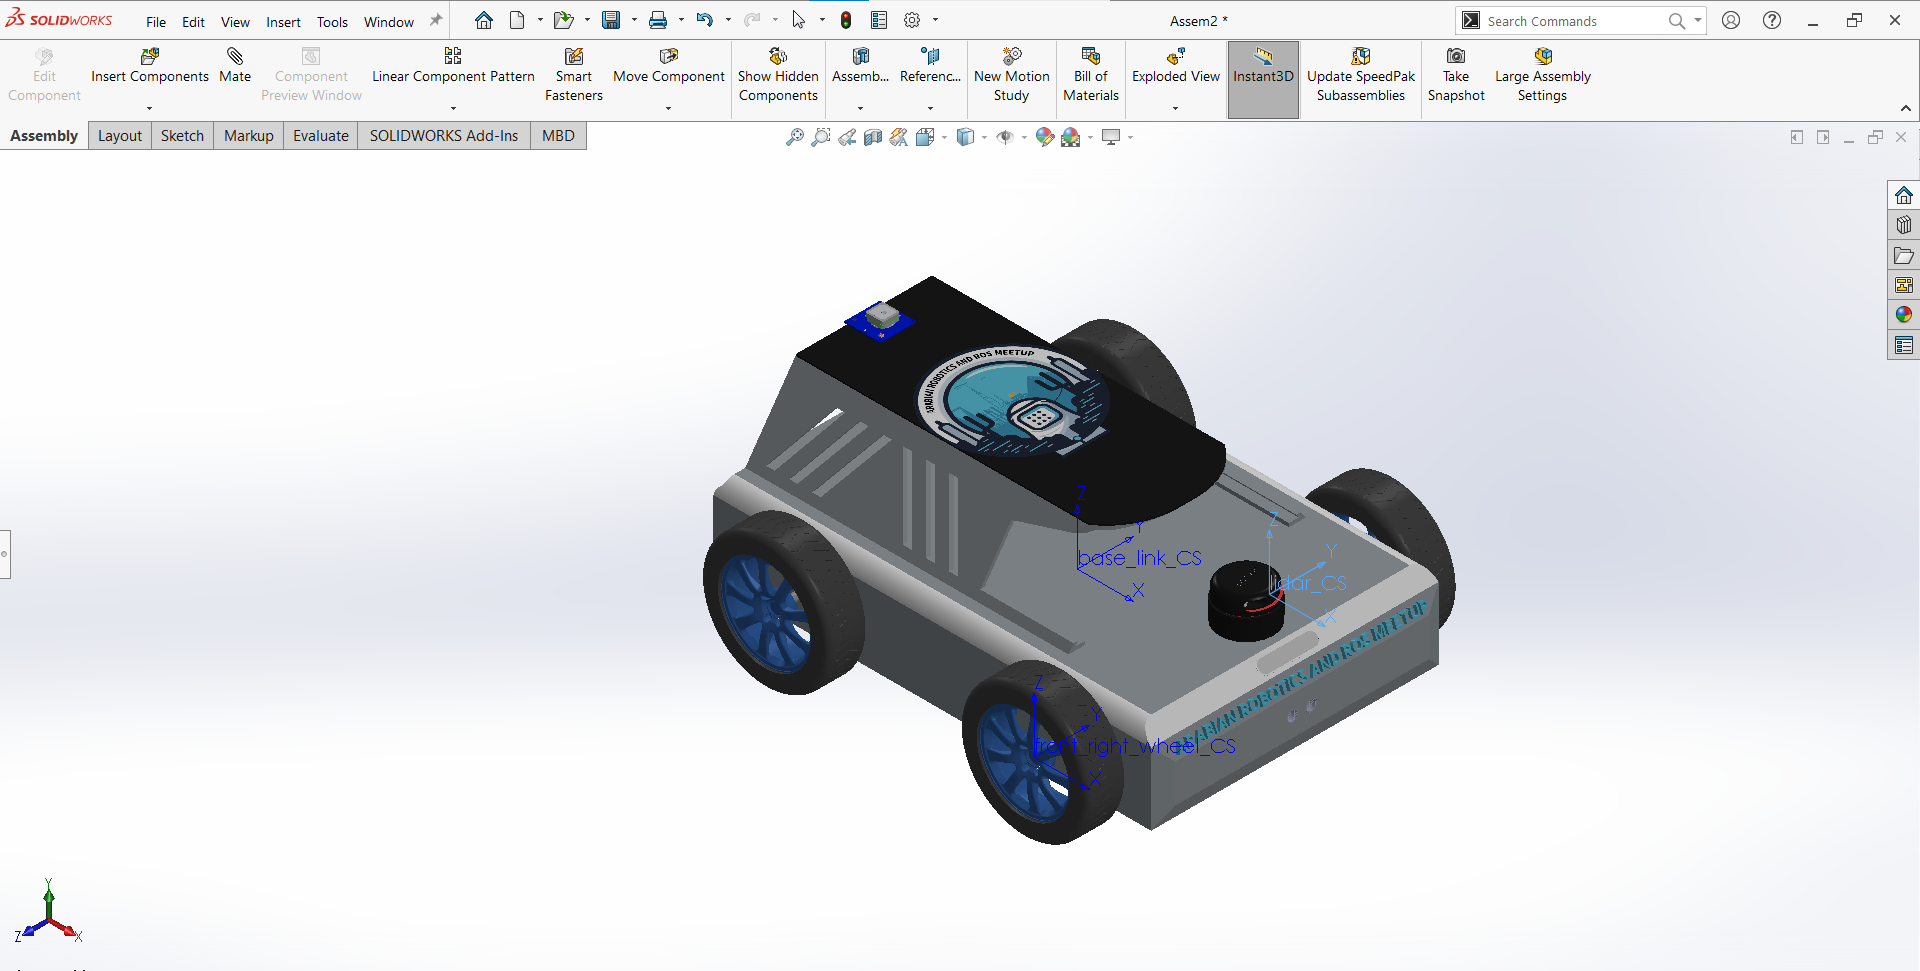 SOLIDWORKS
File Edit View Insert Tools Window
Assem2 *
Search Commands
Edit Component
Insert Components
Mate
Component Preview Window
Linear Component Pattern
Smart Fasteners
Move Component
Show Hidden Components
Assemb...
Referenc...
New Motion Study
Bill of Materials
Exploded View
Instant3D
Update SpeedPak Subassemblies
Take Snapshot
Large Assembly Settings
Assembly Layout Sketch Markup Evaluate SOLIDWORKS Add-Ins MBD
ARABIAN ROBOTICS AND ROS MEETUP
Z
Y
base_link_CS
X
Z
Y
lidar_CS
X
ARABIAN ROBOTICS AND ROS MEETUP
Z
Y
front_right_wheel_CS
X
Y
Z
X